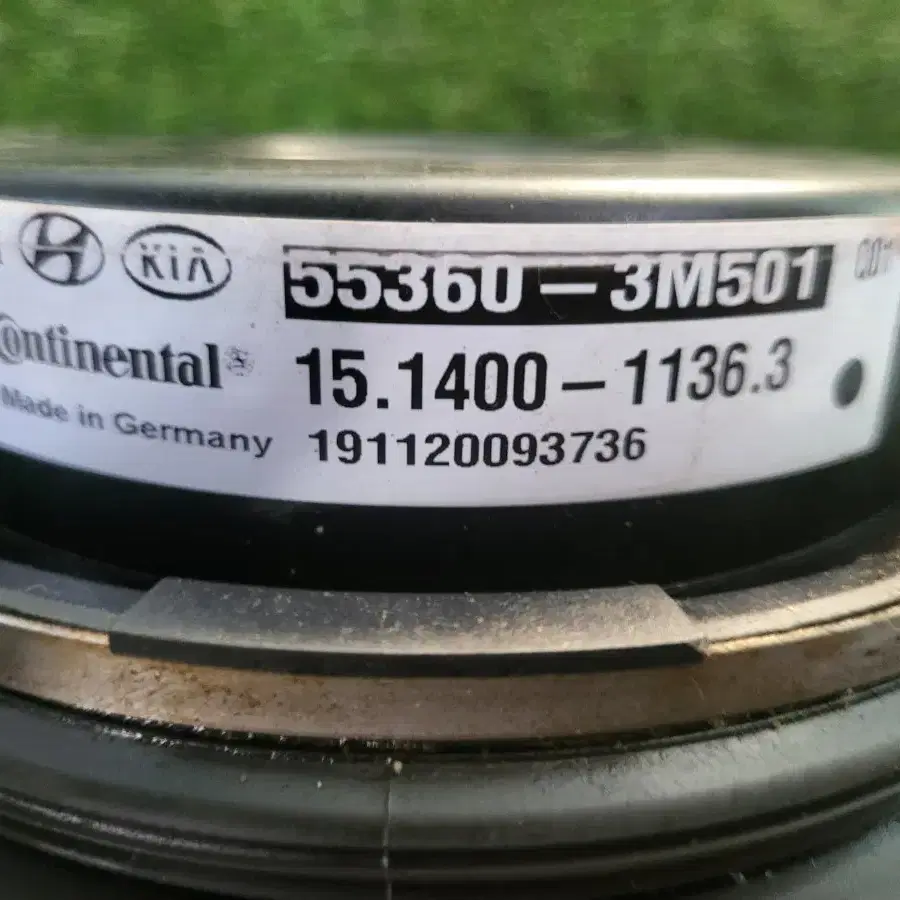 KIA 55360-3M501
Continental 15.1400-1136.3
Made in Germany 191120093736